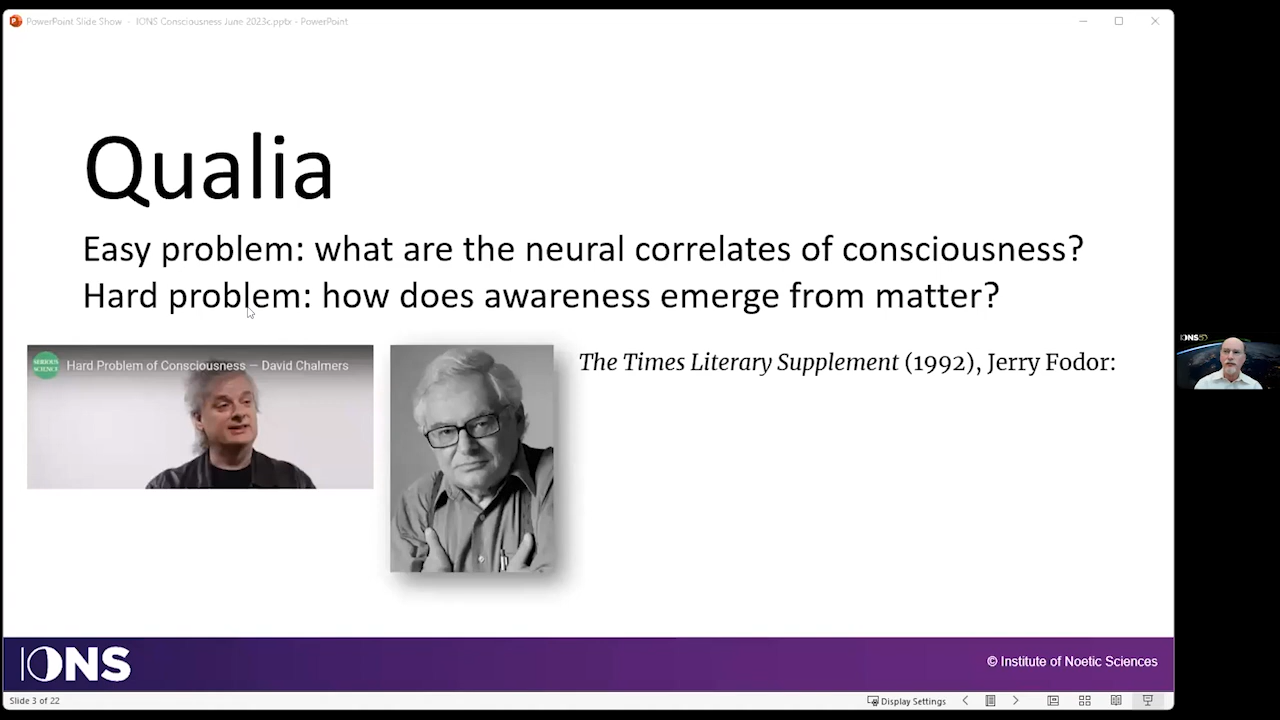 PowerPoint Slide Show - IONS Consciousness June 2023c.pptx - PowerPoint
Qualia
Easy problem: what are the neural correlates of consciousness?
Hard problem: how does awareness emerge from matter?
SERIOUS SCIENCE
Hard Problem of Consciousness — David Chalmers
The Times Literary Supplement (1992), Jerry Fodor:
IONS
IONS
© Institute of Noetic Sciences
Slide 3 of 22
Display Settings